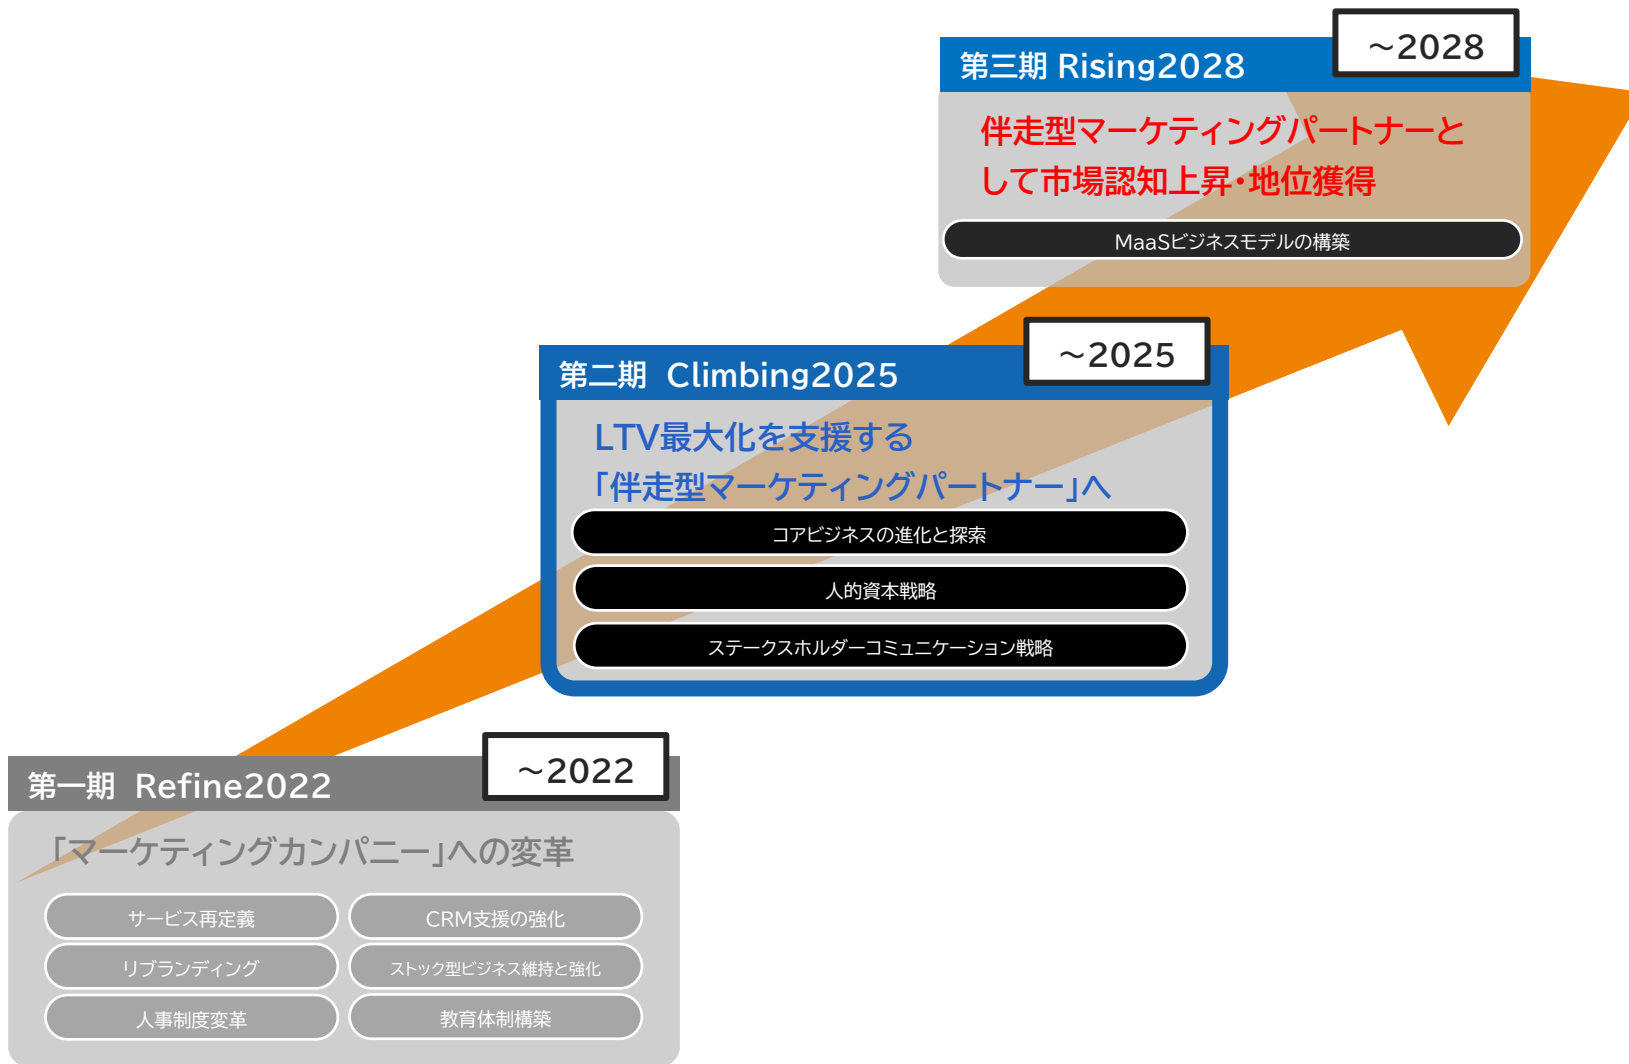 第三期 Rising2028
～2028
伴走型マーケティングパートナーと
して市場認知上昇・地位獲得
MaaSビジネスモデルの構築
第二期 Climbing2025
～2025
LTV最大化を支援する
「伴走型マーケティングパートナー」へ
コアビジネスの進化と探索
人的資本戦略
ステークスホルダーコミュニケーション戦略
第一期 Refine2022
～2022
「マーケティングカンパニー」への変革
サービス再定義
CRM支援の強化
リブランディング
ストック型ビジネス維持と強化
人事制度変革
教育体制構築